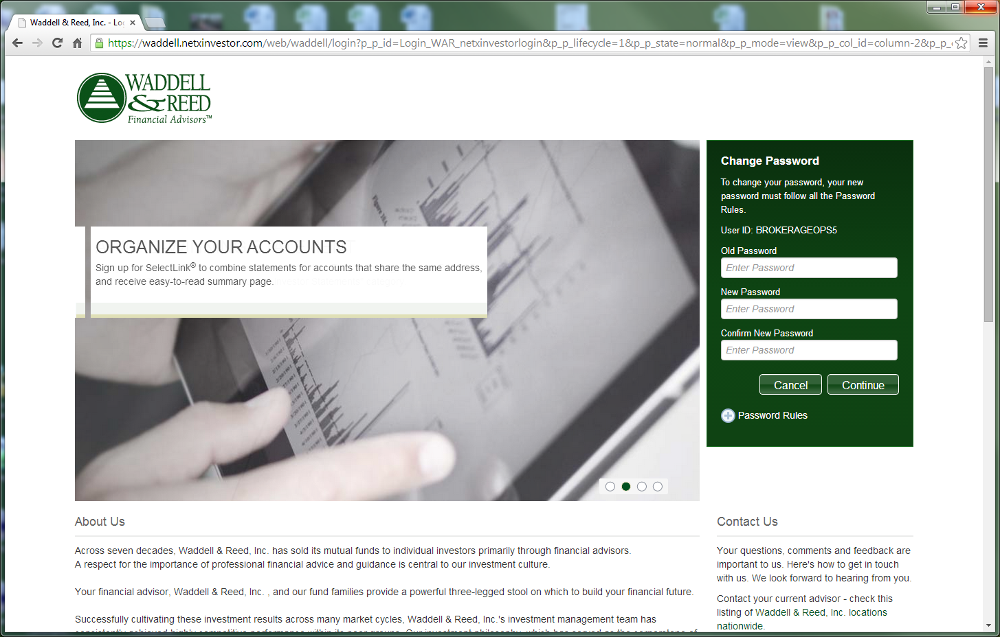 Waddell & Reed, Inc. - Lo
https://waddell.netxinvestor.com/web/waddell/login?p_p_id=Login_WAR_netxinvestorlogin&p_p_lifecycle=1&p_p_state=normal&p_p_mode=view&p_p_col_id=column-2&p_p_
WADDELL
& REED
Financial Advisors™
ORGANIZE YOUR ACCOUNTS
Sign up for SelectLink® to combine statements for accounts that share the same address,
and receive easy-to-read summary page.
Change Password
To change your password, your new
password must follow all the Password
Rules.
User ID: BROKERAGEOPS5
Old Password
Enter Password
New Password
Enter Password
Confirm New Password
Enter Password
Cancel
Continue
Password Rules
About Us
Across seven decades, Waddell & Reed, Inc. has sold its mutual funds to individual investors primarily through financial advisors.
A respect for the importance of professional financial advice and guidance is central to our investment culture.
Your financial advisor, Waddell & Reed, Inc. , and our fund families provide a powerful three-legged stool on which to build your financial future.
Successfully cultivating these investment results across many market cycles, Waddell & Reed, Inc.'s investment management team has
Contact Us
Your questions, comments and feedback are
important to us. Here's how to get in touch
with us. We look forward to hearing from you.
Contact your current advisor - check this
listing of Waddell & Reed, Inc. locations
nationwide.